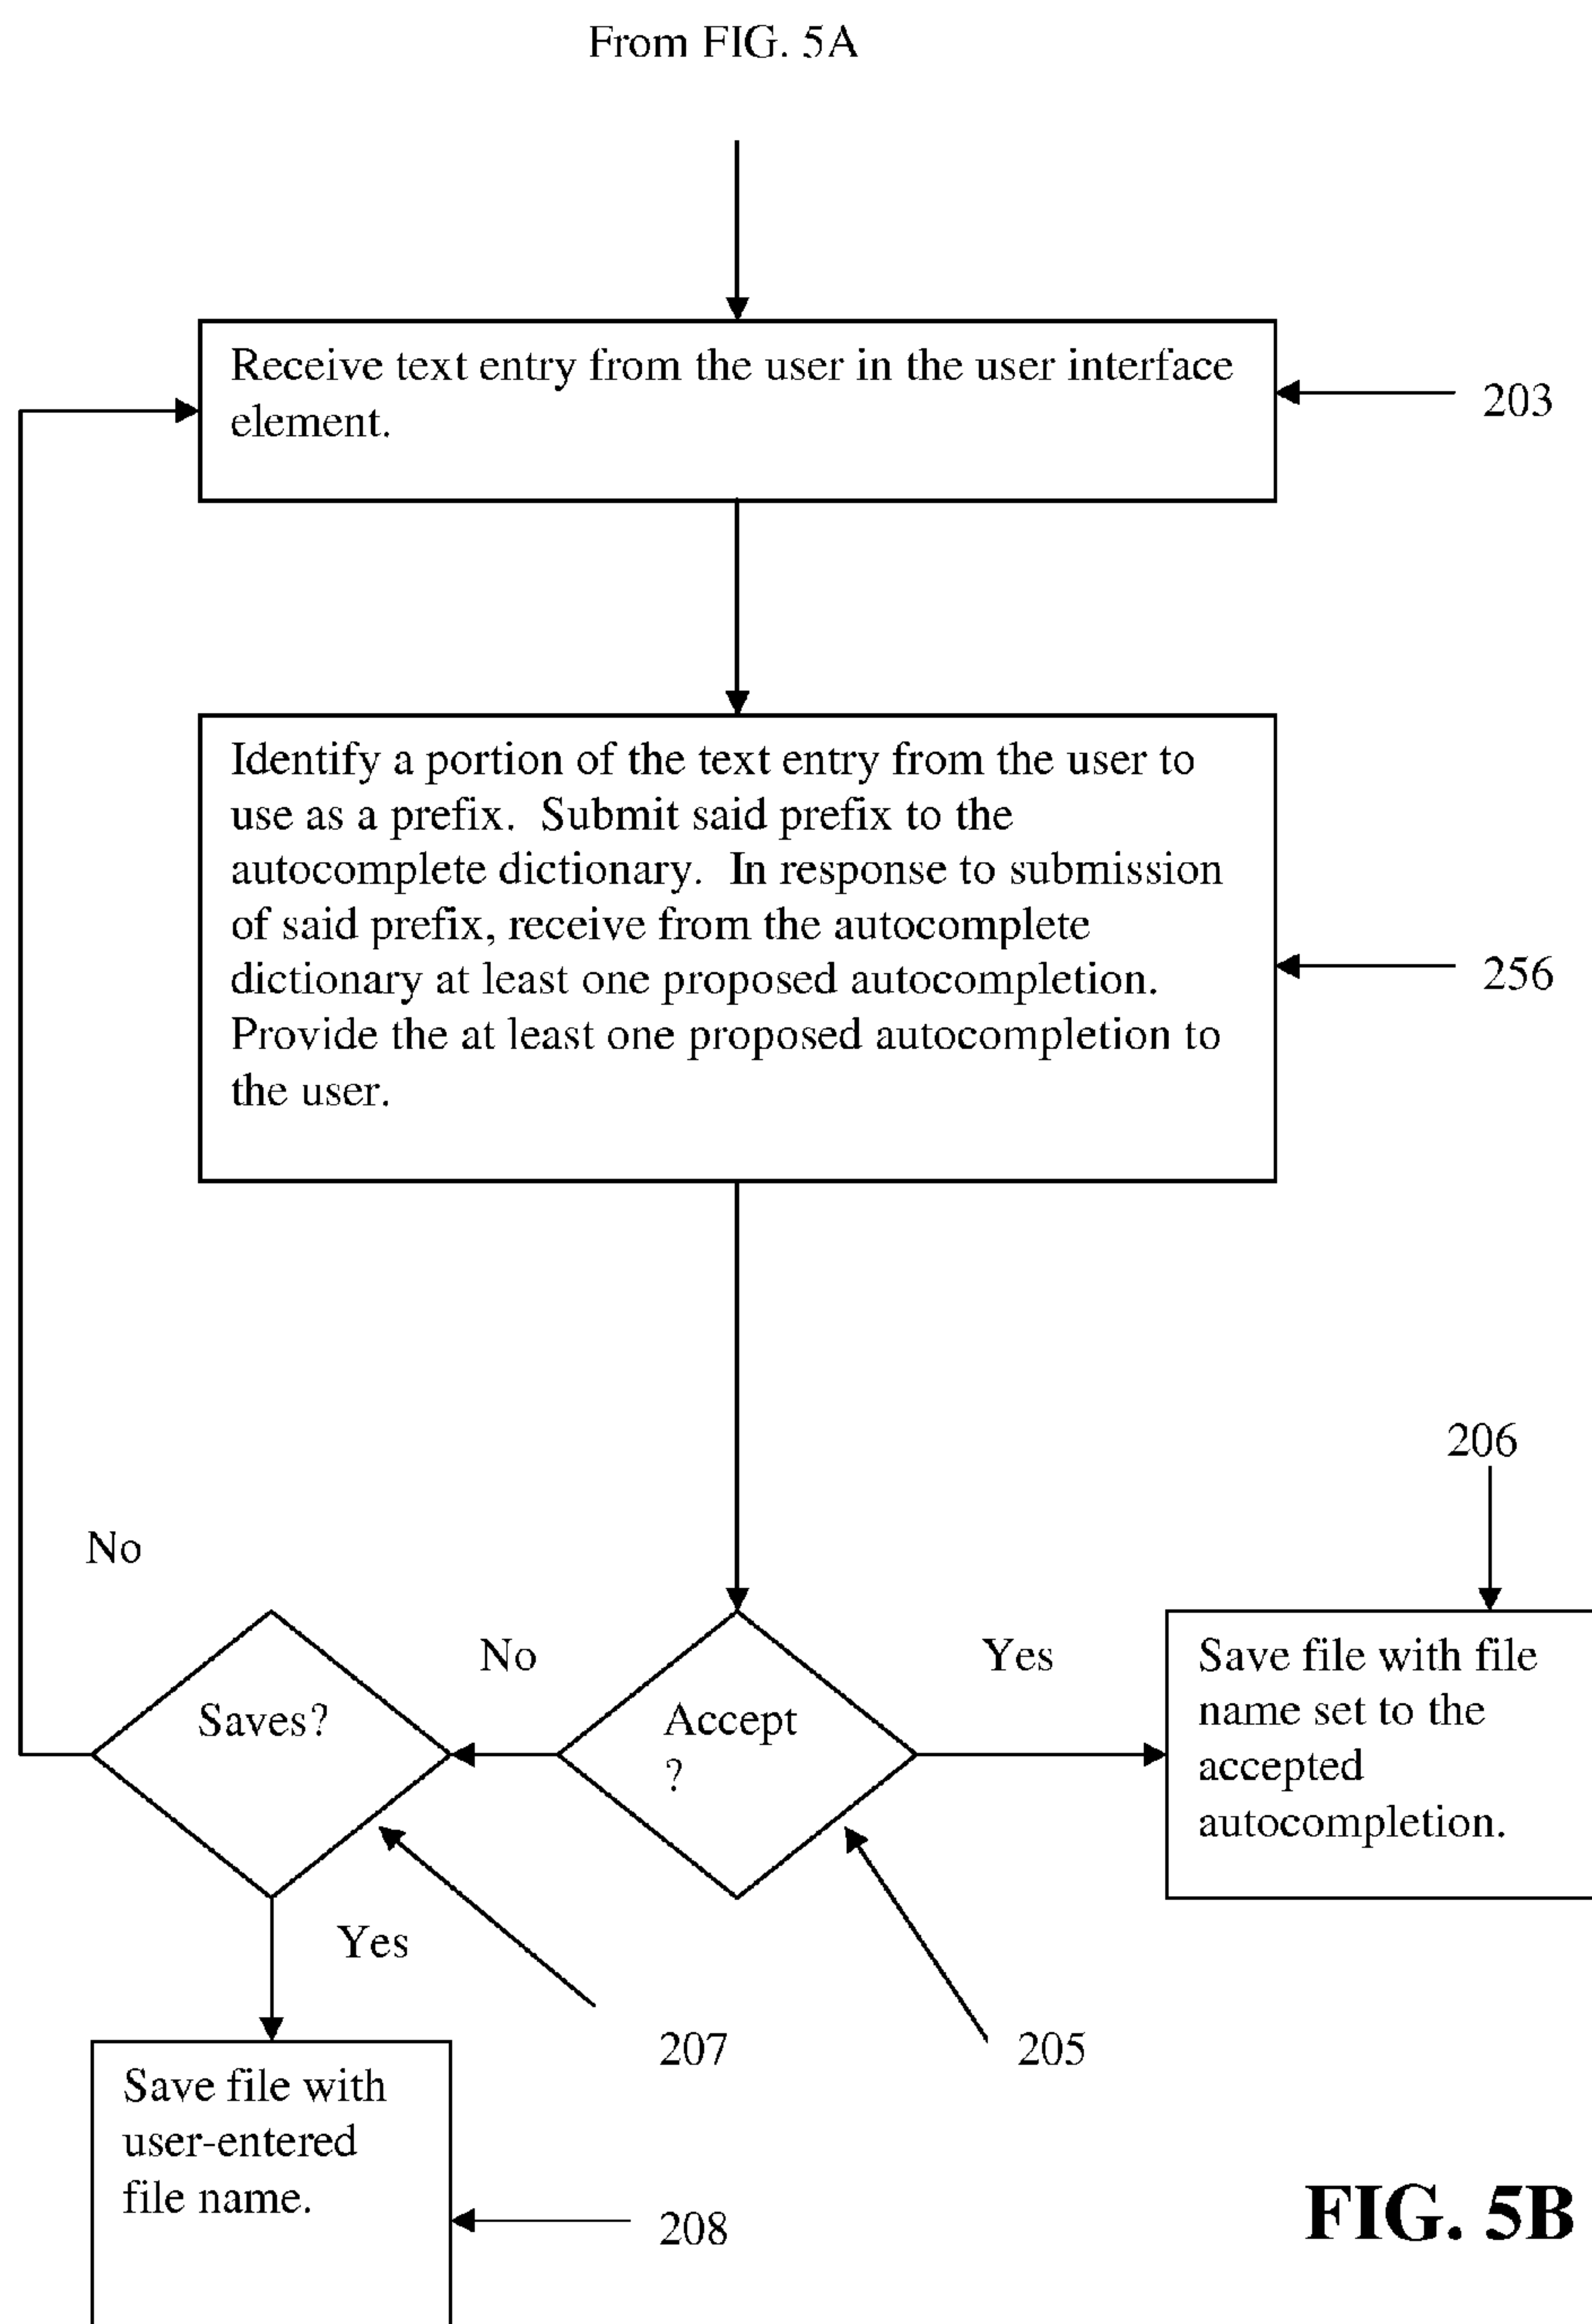 From FIG. 5A
Receive text entry from the user in the user interface
element.
203
Identify a portion of the text entry from the user to
use as a prefix.  Submit said prefix to the
autocomplete dictionary.  In response to submission
of said prefix, receive from the autocomplete
dictionary at least one proposed autocompletion.
Provide the at least one proposed autocompletion to
the user.
256
206
No
No
Yes
Saves?
Accept
?
Save file with file
name set to the
accepted
autocompletion.
Yes
207
205
Save file with
user-entered
file name.
208
FIG. 5B